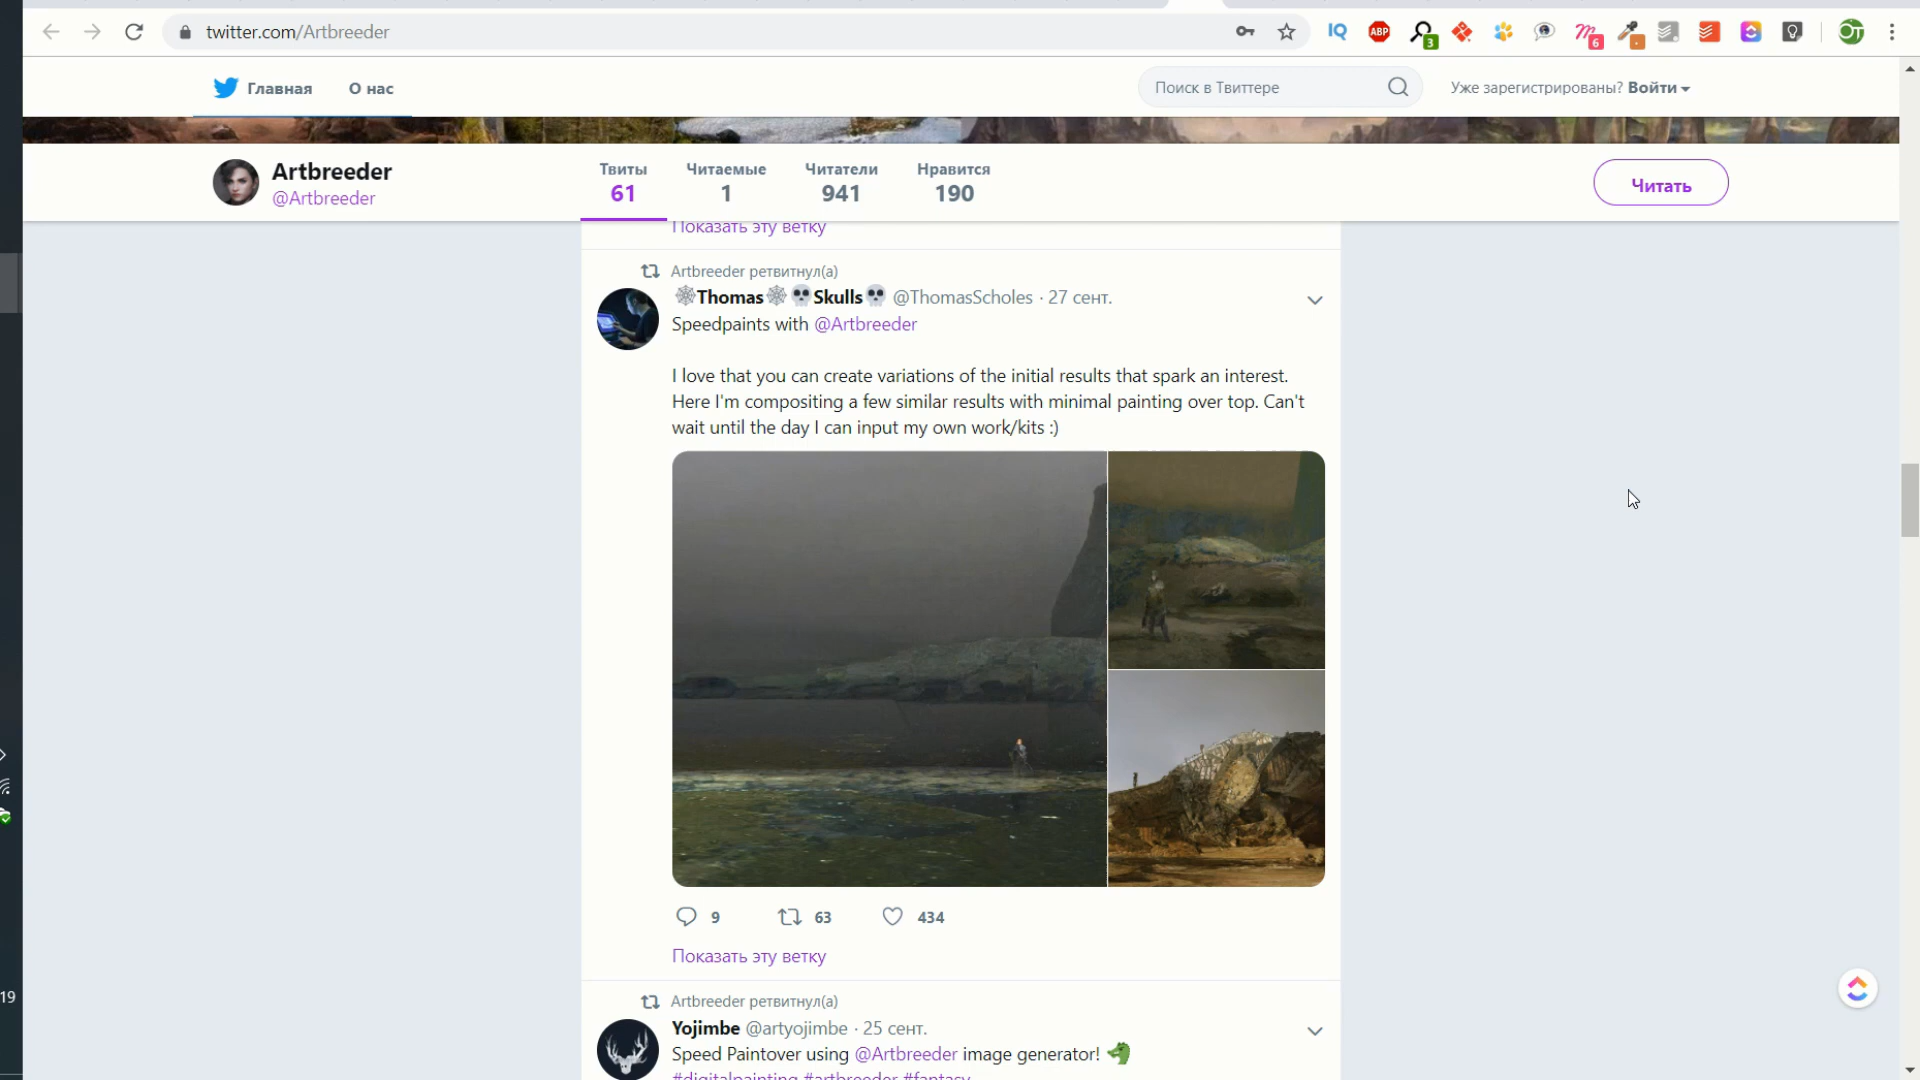 twitter.com/Artbreeder
IQ
ABP
3
6
Главная О нас
Поиск в Твиттере
Уже зарегистрированы? Войти
Artbreeder
@Artbreeder
Твиты Читаемые Читатели Нравится
61 1 941 190
Читать
Показать эту ветку
Artbreeder ретвитнул(а)
🕸Thomas🕸💀Skulls💀 @ThomasScholes · 27 сент.
Speedpaints with @Artbreeder
I love that you can create variations of the initial results that spark an interest.
Here I'm compositing a few similar results with minimal painting over top. Can't
wait until the day I can input my own work/kits :)
9 63 434
Показать эту ветку
19
Artbreeder ретвитнул(а)
Yojimbe @artyojimbe · 25 сент.
Speed Paintover using @Artbreeder image generator! 🐲
#digitalpainting #artbreeder #fantasy